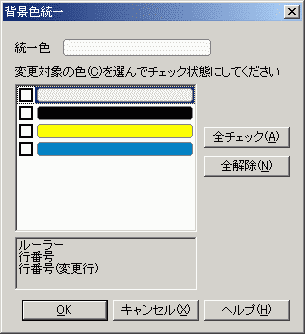 背景色統一
統一色
変更対象の色(C)を選んでチェック状態にしてください
全チェック(A)
全解除(N)
ルーラー
行番号
行番号(変更行)
OK
キャンセル(X)
ヘルプ(H)